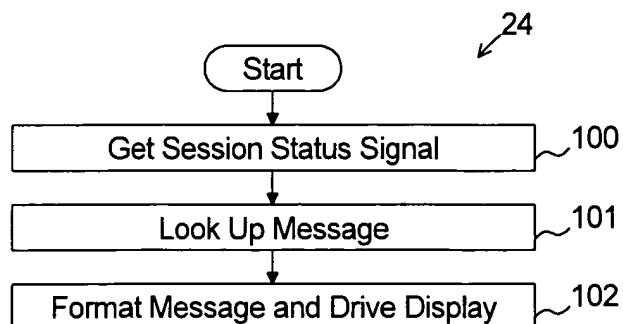 24
Start
Get Session Status Signal 100
Look Up Message 101
Format Message and Drive Display 102